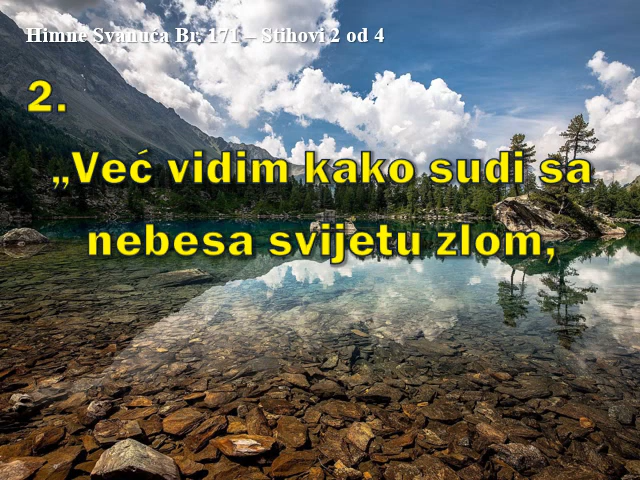 Himne Svanuća Br. 171 – Stihovi 2 od 4
2.
„Već vidim kako sudi sa
nebesa svijetu zlom,